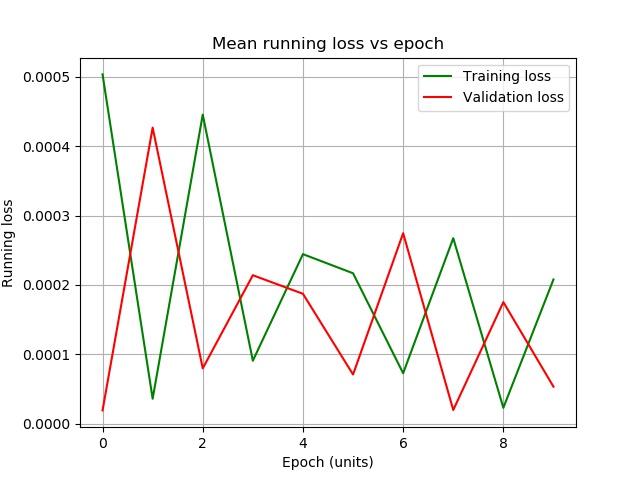 Mean running loss vs epoch
Training loss
Validation loss
0.0005
0.0004
0.0003
0.0002
0.0001
0.0000
Running loss
0 2 4 6 8
Epoch (units)